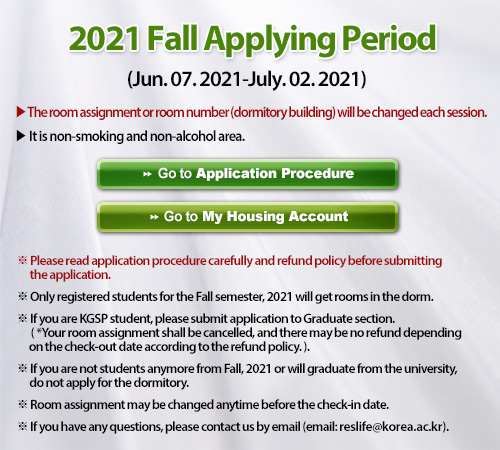 2021 Fall Applying Period
(Jun. 07. 2021-July. 02. 2021)
▶ The room assignment or room number (dormitory building) will be changed each session.
▶ It is non-smoking and non-alcohol area.
Go to Application Procedure
Go to My Housing Account
※ Please read application procedure carefully and refund policy before submitting
the application.
※ Only registered students for the Fall semester, 2021 will get rooms in the dorm.
※ If you are KGSP student, please submit application to Graduate section.
( *Your room assignment shall be cancelled, and there may be no refund depending
on the check-out date according to the refund policy. ).
※ If you are not students anymore from Fall, 2021 or will graduate from the university,
do not apply for the dormitory.
※ Room assignment may be changed anytime before the check-in date.
※ If you have any questions, please contact us by email (email: reslife@korea.ac.kr).